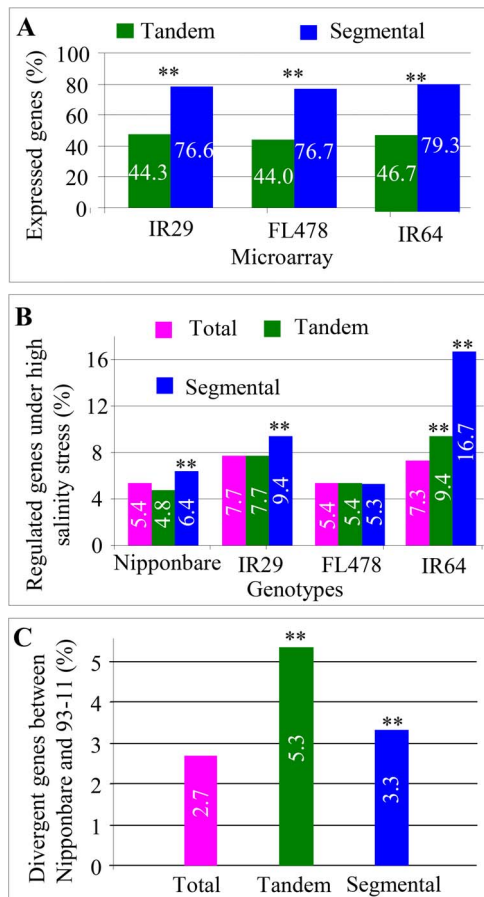 A
Tandem Segmental
Expressed genes (%)
100
80
60
40
20
0
** ** **
44.3 76.6 44.0 76.7 46.7 79.3
IR29 FL478 IR64
Microarray
B
Total Tandem
Segmental
Regulated genes under high
salinity stress (%)
16
12
8
4
0
** ** ** **
5.4 4.8 6.4 7.7 7.7 9.4 5.4 5.4 5.3 7.3 9.4 16.7
Nipponbare IR29 FL478 IR64
Genotypes
C
Divergent genes between
Nipponbare and 93-11 (%)
5
4
3
2
1
0
** **
2.7 5.3 3.3
Total Tandem Segmental